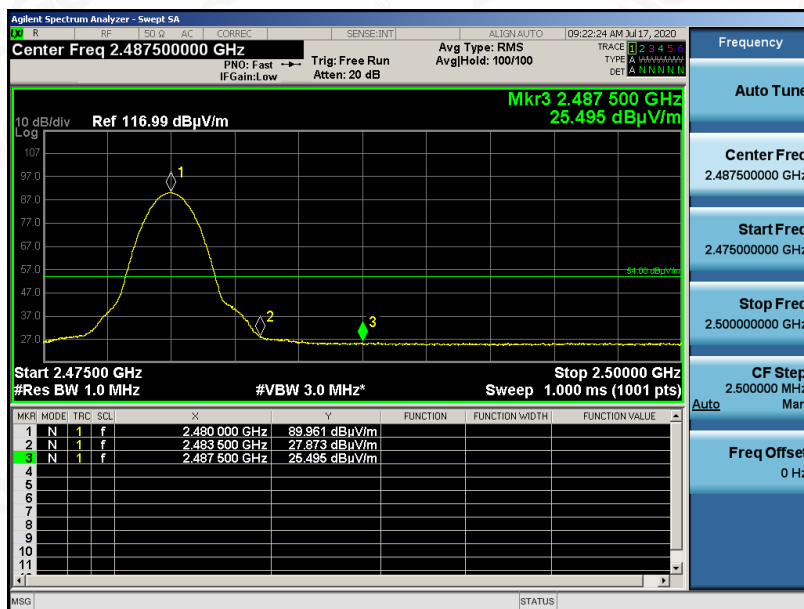 Agilent Spectrum Analyzer - Swept SA
LXI R RF 50 Ω AC CORREC SENSE:INT ALIGN AUTO 09:22:24 AM Jul 17, 2020
Center Freq 2.487500000 GHz
PNO: Fast
IFGain:Low
Trig: Free Run
Atten: 20 dB
Avg Type: RMS
Avg|Hold: 100/100
TRACE 1 2 3 4 5 6
TYPE A WWWWW
DET A N N N N N
Mkr3 2.487 500 GHz
25.495 dBµV/m
10 dB/div Ref 116.99 dBµV/m
Log
107
97.0
87.0
77.0
67.0
57.0
47.0
37.0
27.0
1
2
3
54.00 dBµV/m
Start 2.47500 GHz Stop 2.50000 GHz
#Res BW 1.0 MHz #VBW 3.0 MHz* Sweep 1.000 ms (1001 pts)
MKR MODE TRC SCL X Y FUNCTION FUNCTION WIDTH FUNCTION VALUE
1 N 1 f 2.480 000 GHz 89.961 dBµV/m
2 N 1 f 2.483 500 GHz 27.873 dBµV/m
3 N 1 f 2.487 500 GHz 25.495 dBµV/m
4
5
6
7
8
9
10
11
MSG STATUS
Frequency
Auto Tune
Center Freq
2.487500000 GHz
Start Freq
2.475000000 GHz
Stop Freq
2.500000000 GHz
CF Step
2.500000 MHz
Auto Man
Freq Offset
0 Hz